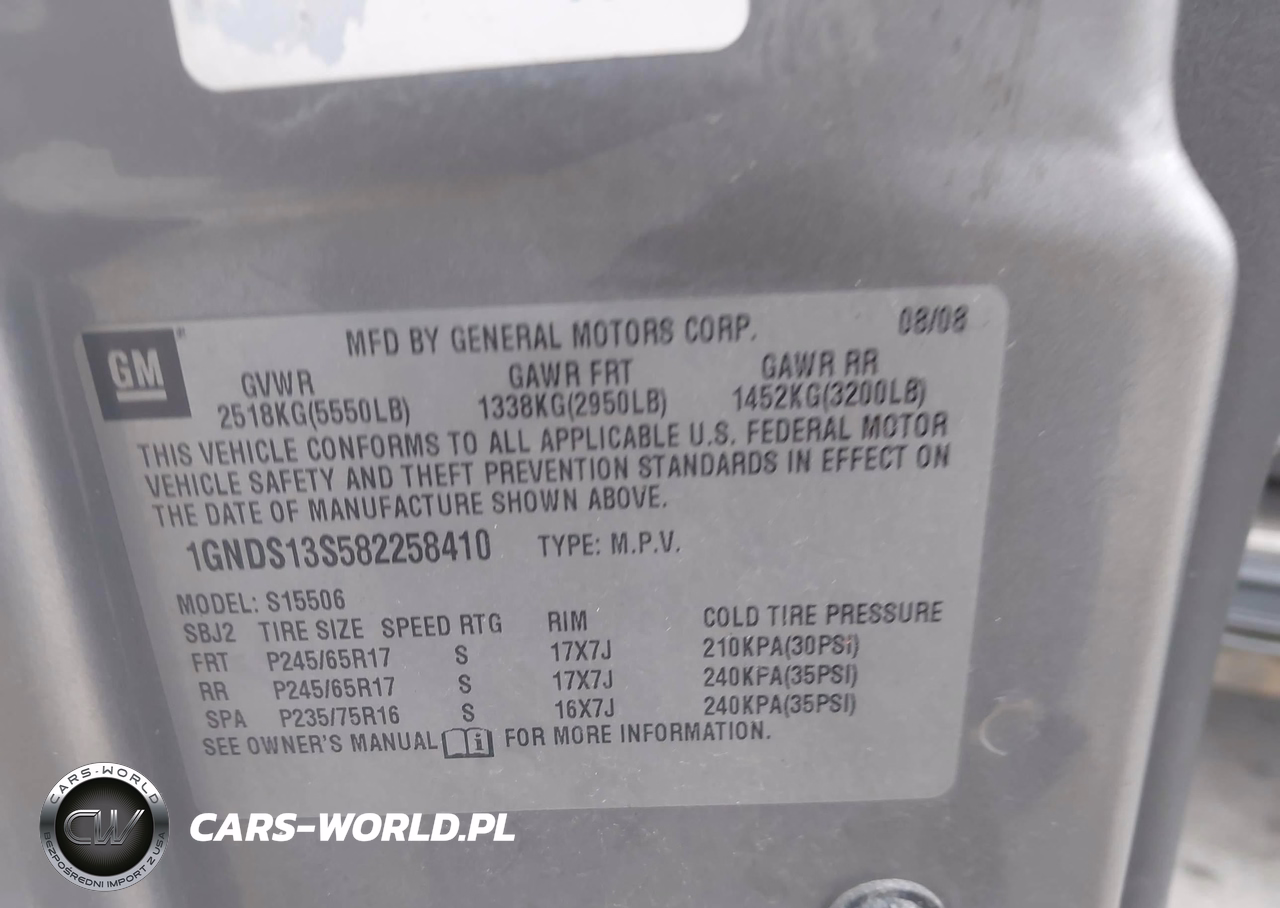 GM
MFD BY GENERAL MOTORS CORP. 08/08
GVWR GAWR FRT GAWR RR
2518KG(5550LB) 1338KG(2950LB) 1452KG(3200LB)
THIS VEHICLE CONFORMS TO ALL APPLICABLE U.S. FEDERAL MOTOR
VEHICLE SAFETY AND THEFT PREVENTION STANDARDS IN EFFECT ON
THE DATE OF MANUFACTURE SHOWN ABOVE.
1GNDS13S582258410 TYPE: M.P.V.
MODEL: S15506
SBJ2 TIRE SIZE SPEED RTG RIM COLD TIRE PRESSURE
FRT P245/65R17 S 17X7J 210KPA(30PSI)
RR P245/65R17 S 17X7J 240KPA(35PSI)
SPA P235/75R16 S 16X7J 240KPA(35PSI)
SEE OWNER'S MANUAL i FOR MORE INFORMATION.
CARS-WORLD
CW
BEZPOŚREDNI IMPORT Z USA
CARS-WORLD.PL